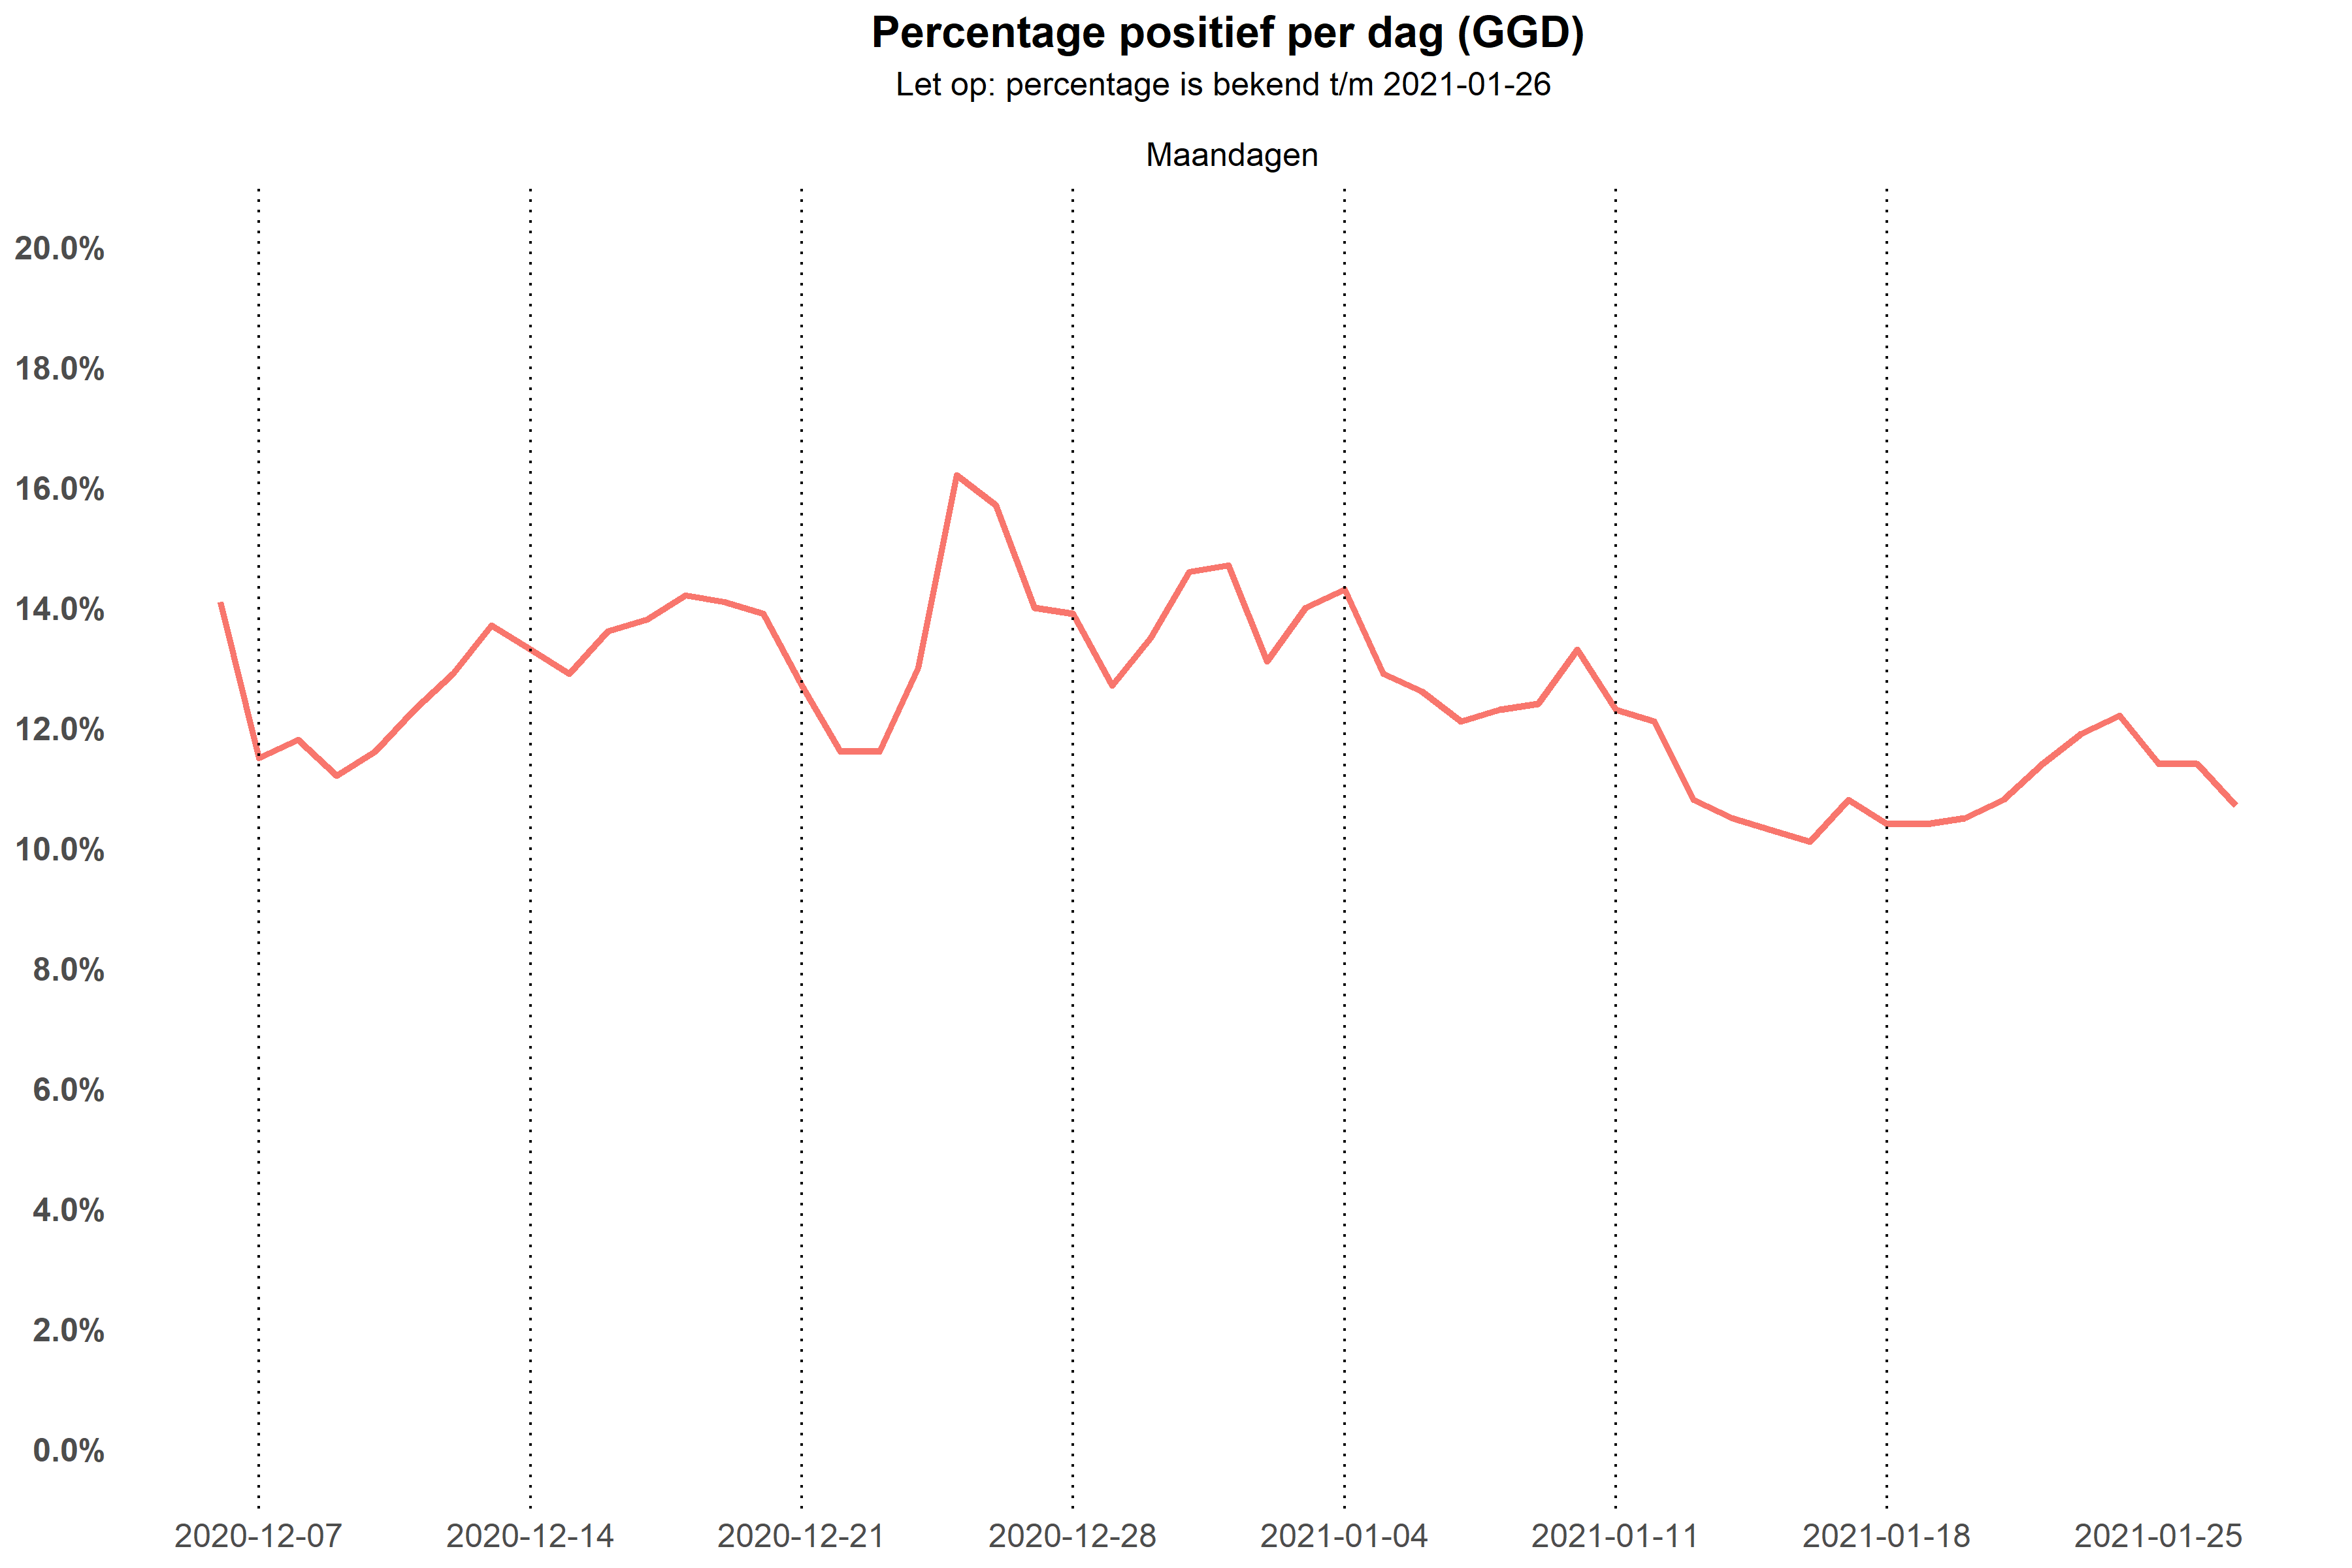 Percentage positief per dag (GGD)
Let op: percentage is bekend t/m 2021-01-26
Maandagen
20.0%
18.0%
16.0%
14.0%
12.0%
10.0%
8.0%
6.0%
4.0%
2.0%
0.0%
2020-12-07 2020-12-14 2020-12-21 2020-12-28 2021-01-04 2021-01-11 2021-01-18 2021-01-25